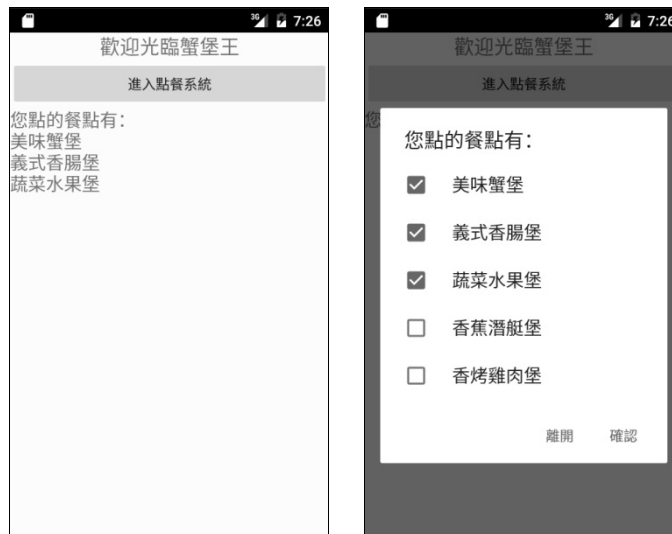 3G 7:26
歡迎光臨蟹堡王
進入點餐系統
您點的餐點有：
美味蟹堡
義式香腸堡
蔬菜水果堡
3G 7:26
歡迎光臨蟹堡王
進入點餐系統
您
您點的餐點有：
美味蟹堡
義式香腸堡
蔬菜水果堡
香蕉潛艇堡
香烤雞肉堡
離開 確認